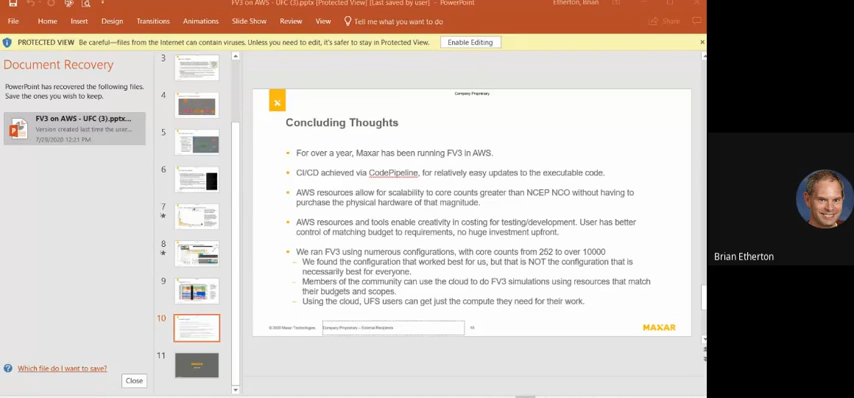 FV3 on AWS - UFC (3).pptx [Protected View] [Last saved by user] - PowerPoint
Etherton, Brian
File
Home
Insert
Design
Transitions
Animations
Slide Show
Review
View
Tell me what you want to do
Share
PROTECTED VIEW Be careful—files from the Internet can contain viruses. Unless you need to edit, it's safer to stay in Protected View.
Enable Editing
Document Recovery
PowerPoint has recovered the following files.
Save the ones you wish to keep.
FV3 on AWS - UFC (3).pptx...
Version created last time the user...
7/29/2020 12:21 PM
Which file do I want to save?
Close
3
4
5
6
7
8
9
10
11
Company Proprietary
Concluding Thoughts
For over a year, Maxar has been running FV3 in AWS.
CI/CD achieved via CodePipeline, for relatively easy updates to the executable code.
AWS resources allow for scalability to core counts greater than NCEP NCO without having to
purchase the physical hardware of that magnitude.
AWS resources and tools enable creativity in costing for testing/development. User has better
control of matching budget to requirements, no huge investment upfront.
We ran FV3 using numerous configurations, with core counts from 252 to over 10000
– We found the configuration that worked best for us, but that is NOT the configuration that is
necessarily best for everyone.
– Members of the community can use the cloud to do FV3 simulations using resources that match
their budgets and scopes.
– Using the cloud, UFS users can get just the compute they need for their work.
© 2020 Maxar Technologies
Company Proprietary – External Recipients
10
MAXAR
Brian Etherton